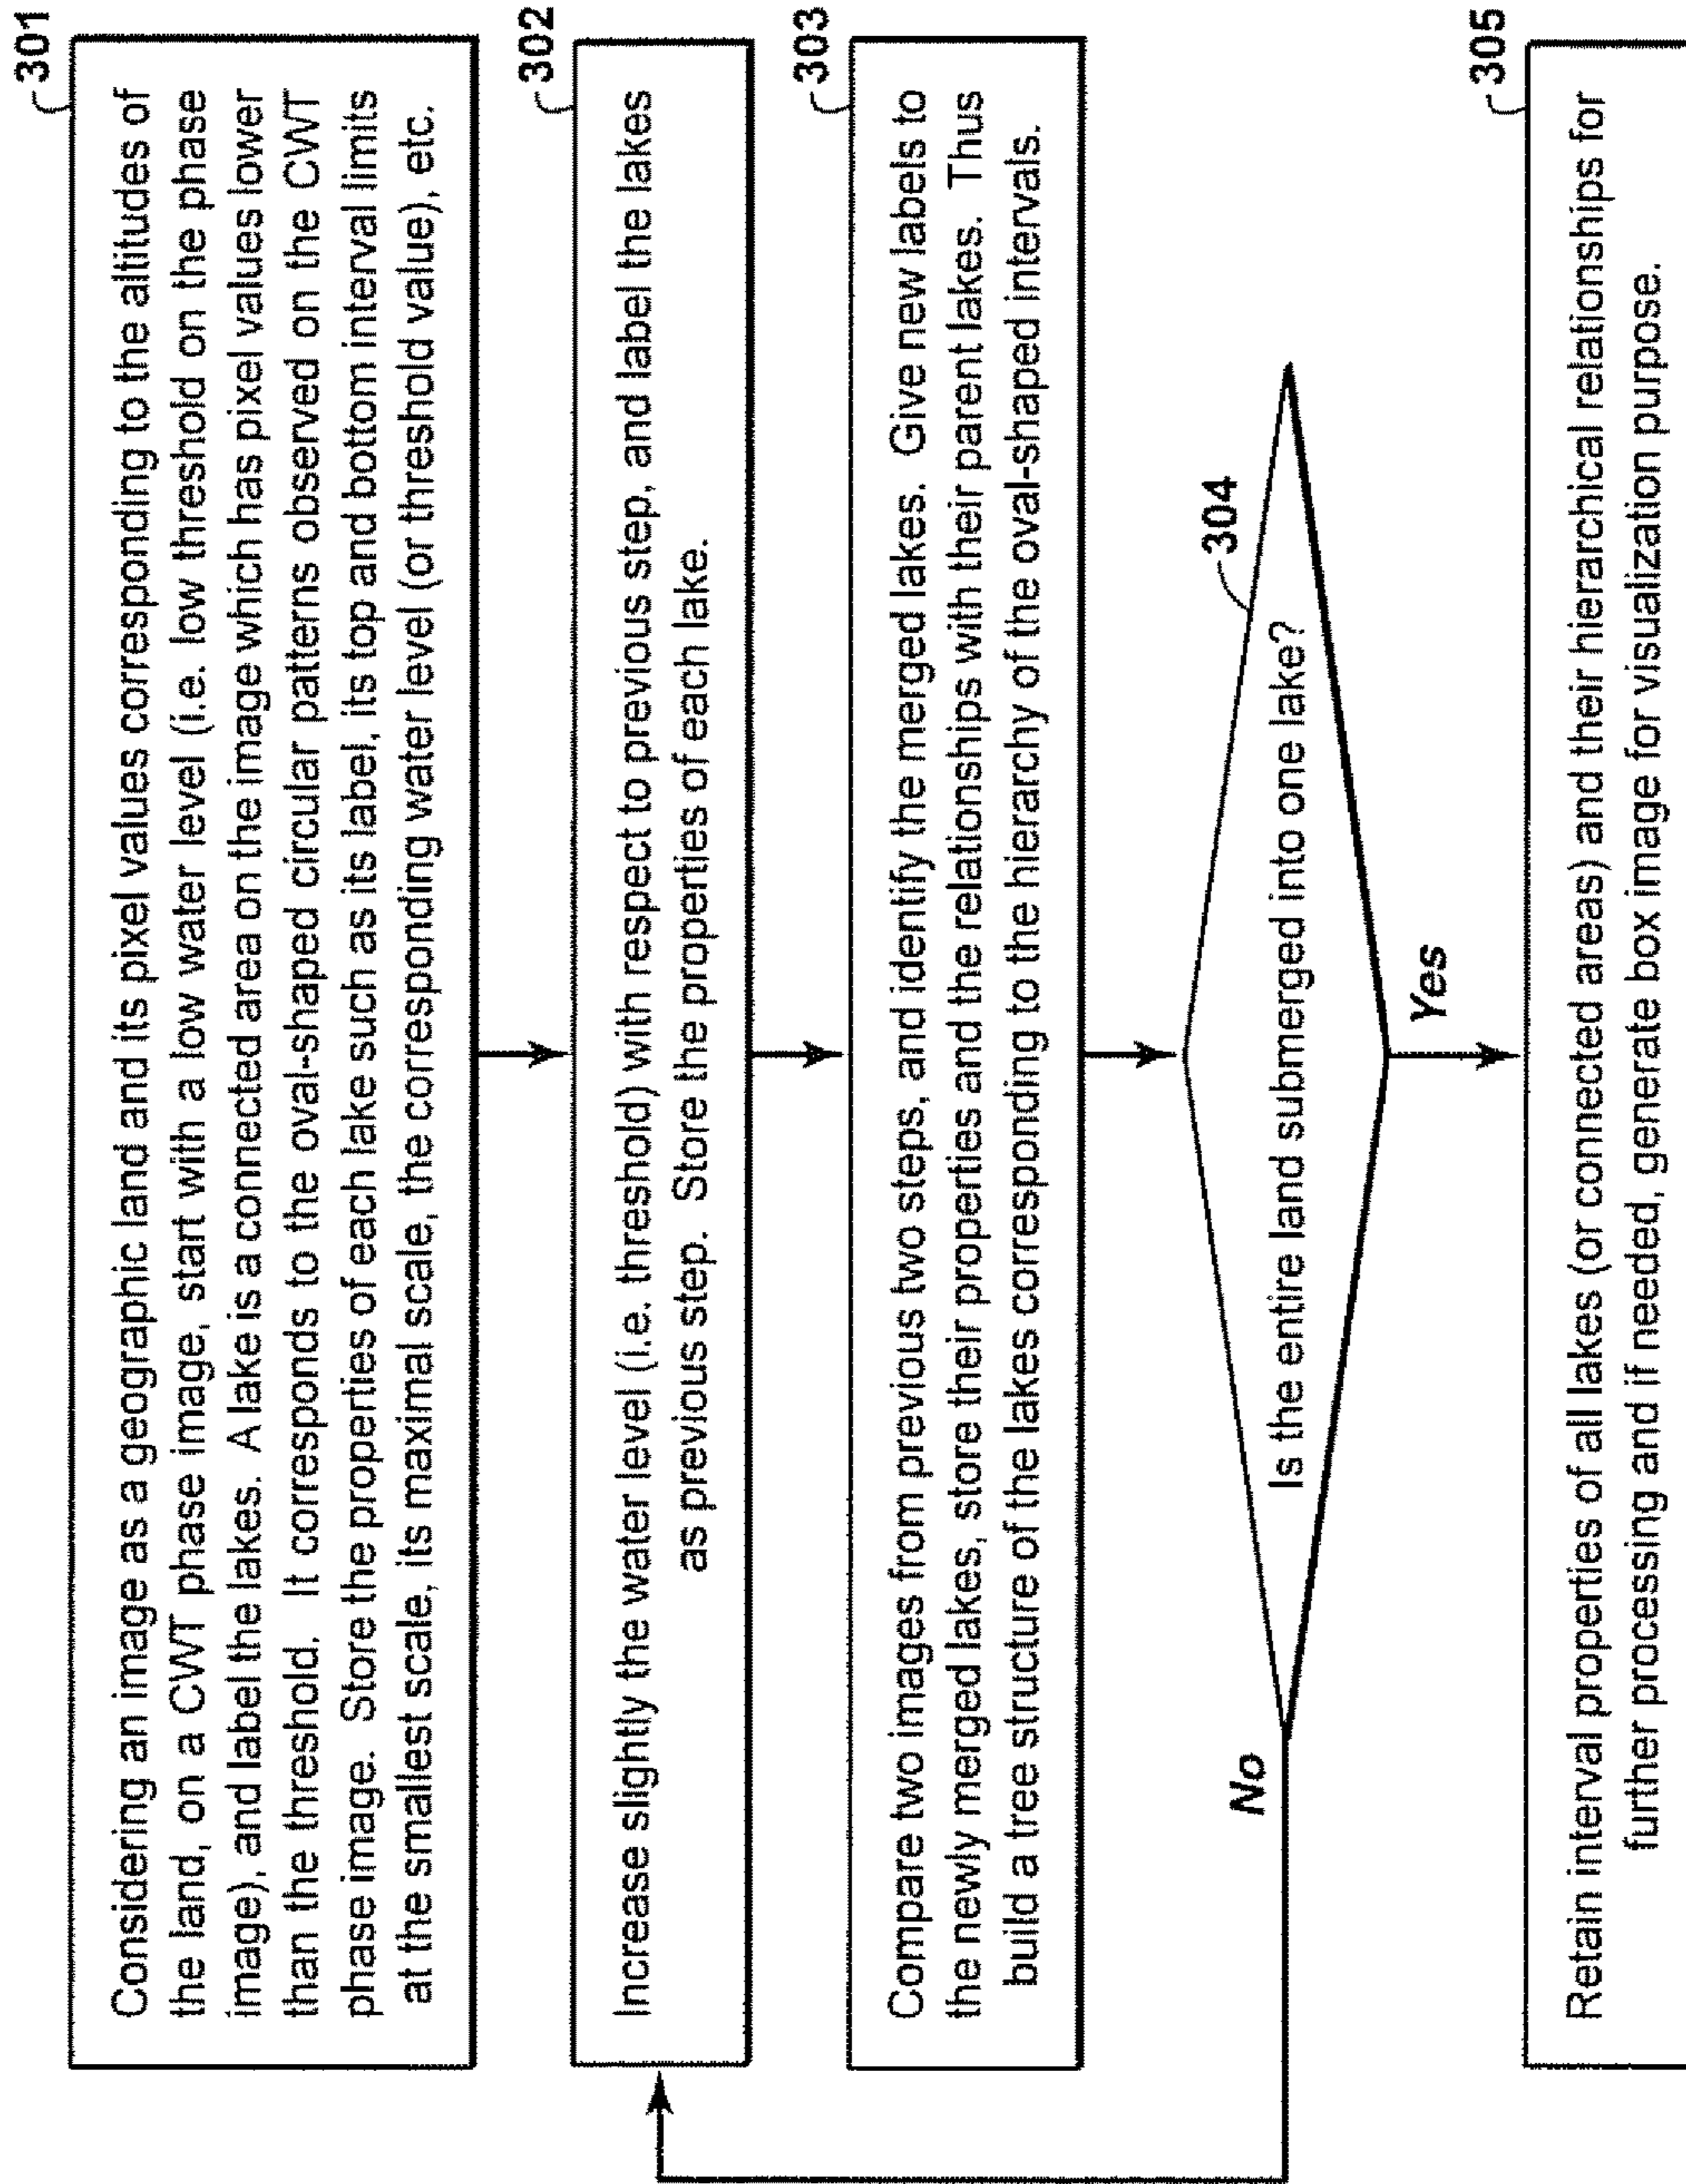 301
Considering an image as a geographic land and its pixel values corresponding to the altitudes of
the land, on a CWT phase image, start with a low water level (i.e. low threshold on the phase
image), and label the lakes. A lake is a connected area on the image which has pixel values lower
than the threshold. It corresponds to the oval-shaped circular patterns observed on the CWT
phase image. Store the properties of each lake such as its label, its top and bottom interval limits
at the smallest scale, its maximal scale, the corresponding water level (or threshold value), etc.
302
Increase slightly the water level (i.e. threshold) with respect to previous step, and label the lakes
as previous step. Store the properties of each lake.
303
Compare two images from previous two steps, and identify the merged lakes. Give new labels to
the newly merged lakes, store their properties and the relationships with their parent lakes. Thus
build a tree structure of the lakes corresponding to the hierarchy of the oval-shaped intervals.
304
Is the entire land submerged into one lake?
No
Yes
305
Retain interval properties of all lakes (or connected areas) and their hierarchical relationships for
further processing and if needed, generate box image for visualization purpose.